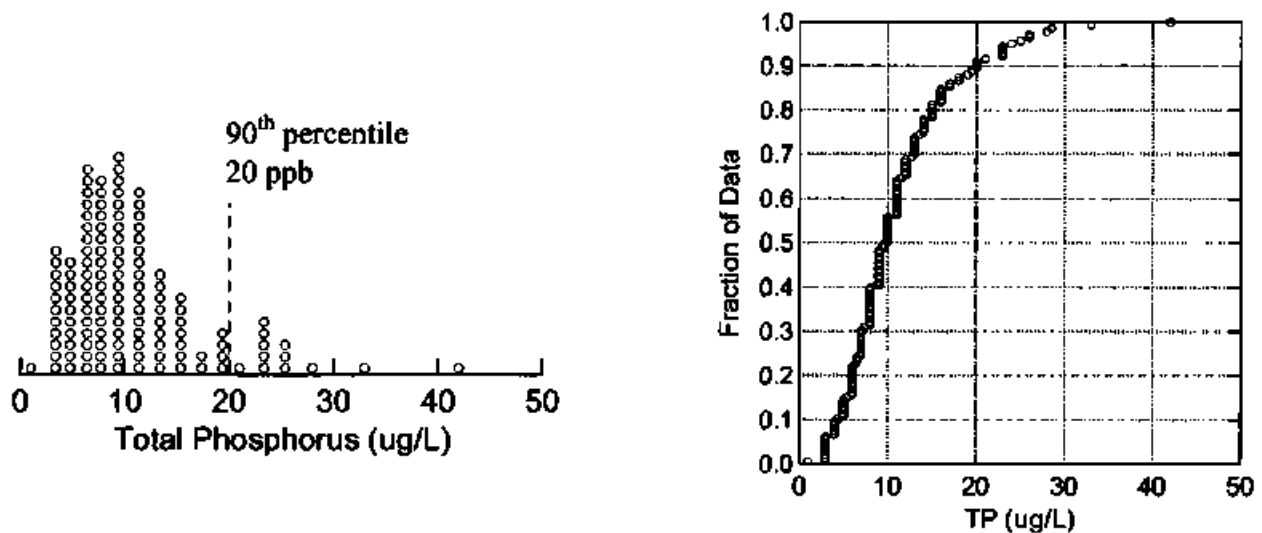 90th percentile
20 ppb
0 10 20 30 40 50
Total Phosphorus (ug/L)
1.0
0.9
0.8
0.7
0.6
0.5
0.4
0.3
0.2
0.1
0.0
Fraction of Data
0 10 20 30 40 50
TP (ug/L)